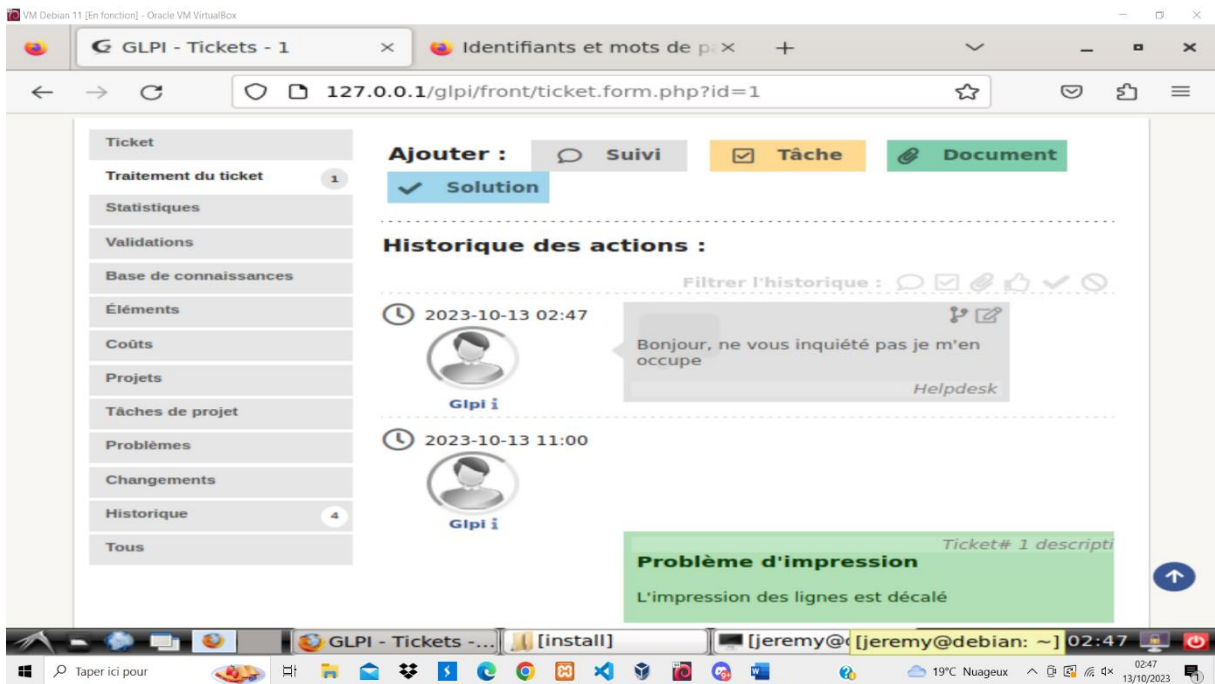 VM Debian 11 [En fonction] - Oracle VM VirtualBox
GLPI - Tickets - 1
Identifiants et mots de pa
127.0.0.1/glpi/front/ticket.form.php?id=1
Ticket
Traitement du ticket 1
Statistiques
Validations
Base de connaissances
Éléments
Coûts
Projets
Tâches de projet
Problèmes
Changements
Historique 4
Tous
Ajouter : Suivi Tâche Document
Solution
Historique des actions :
Filtrer l'historique :
2023-10-13 02:47
Bonjour, ne vous inquiété pas je m'en
occupe
Helpdesk
Glpi i
2023-10-13 11:00
Glpi i
Ticket# 1 descripti
Problème d'impression
L'impression des lignes est décalé
GLPI - Tickets -... [install] [jeremy@d [jeremy@debian: ~] 02:47
Taper ici pour 19°C Nuageux 02:47
13/10/2023